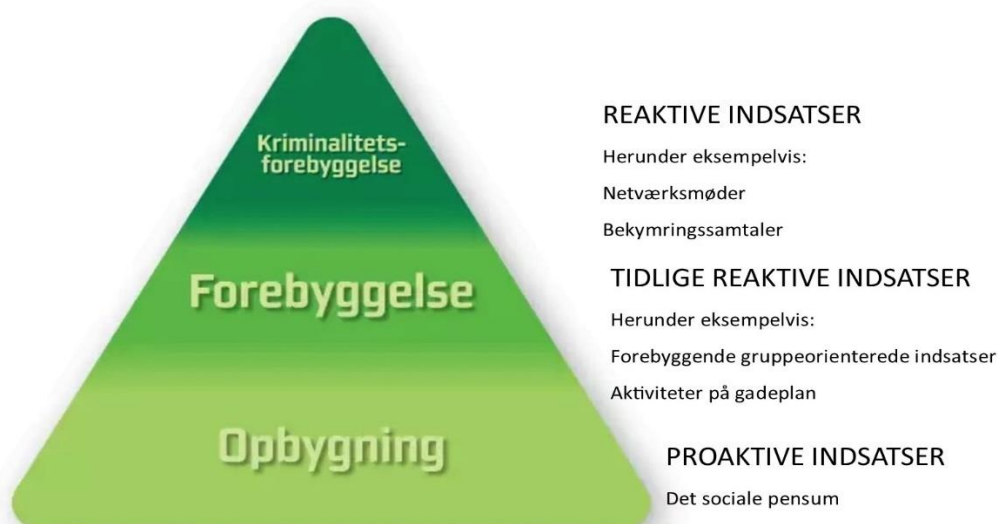 Kriminalitets-
forebyggelse
REAKTIVE INDSATSER
Herunder eksempelvis:
Netværksmøder
Bekymringssamtaler
Forebyggelse
TIDLIGE REAKTIVE INDSATSER
Herunder eksempelvis:
Forebyggende gruppeorienterede indsatser
Aktiviteter på gadeplan
Opbygning
PROAKTIVE INDSATSER
Det sociale pensum